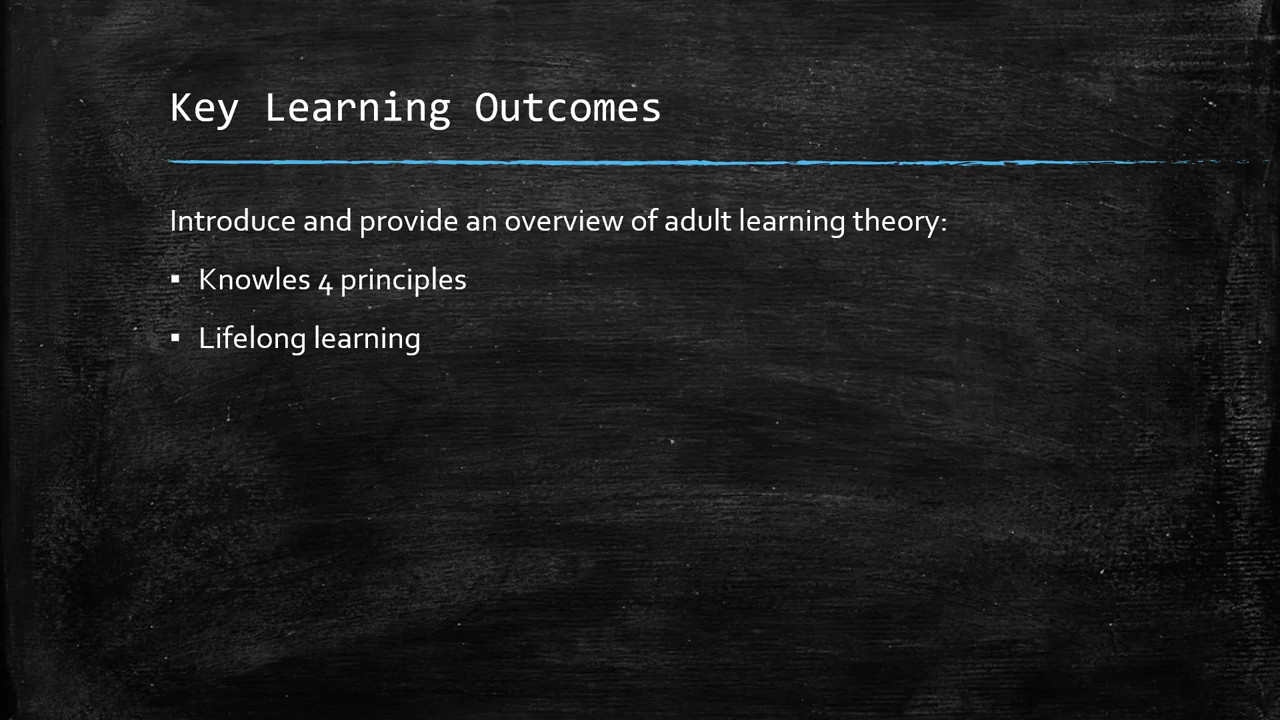 Key Learning Outcomes
Introduce and provide an overview of adult learning theory:
▪ Knowles 4 principles
▪ Lifelong learning